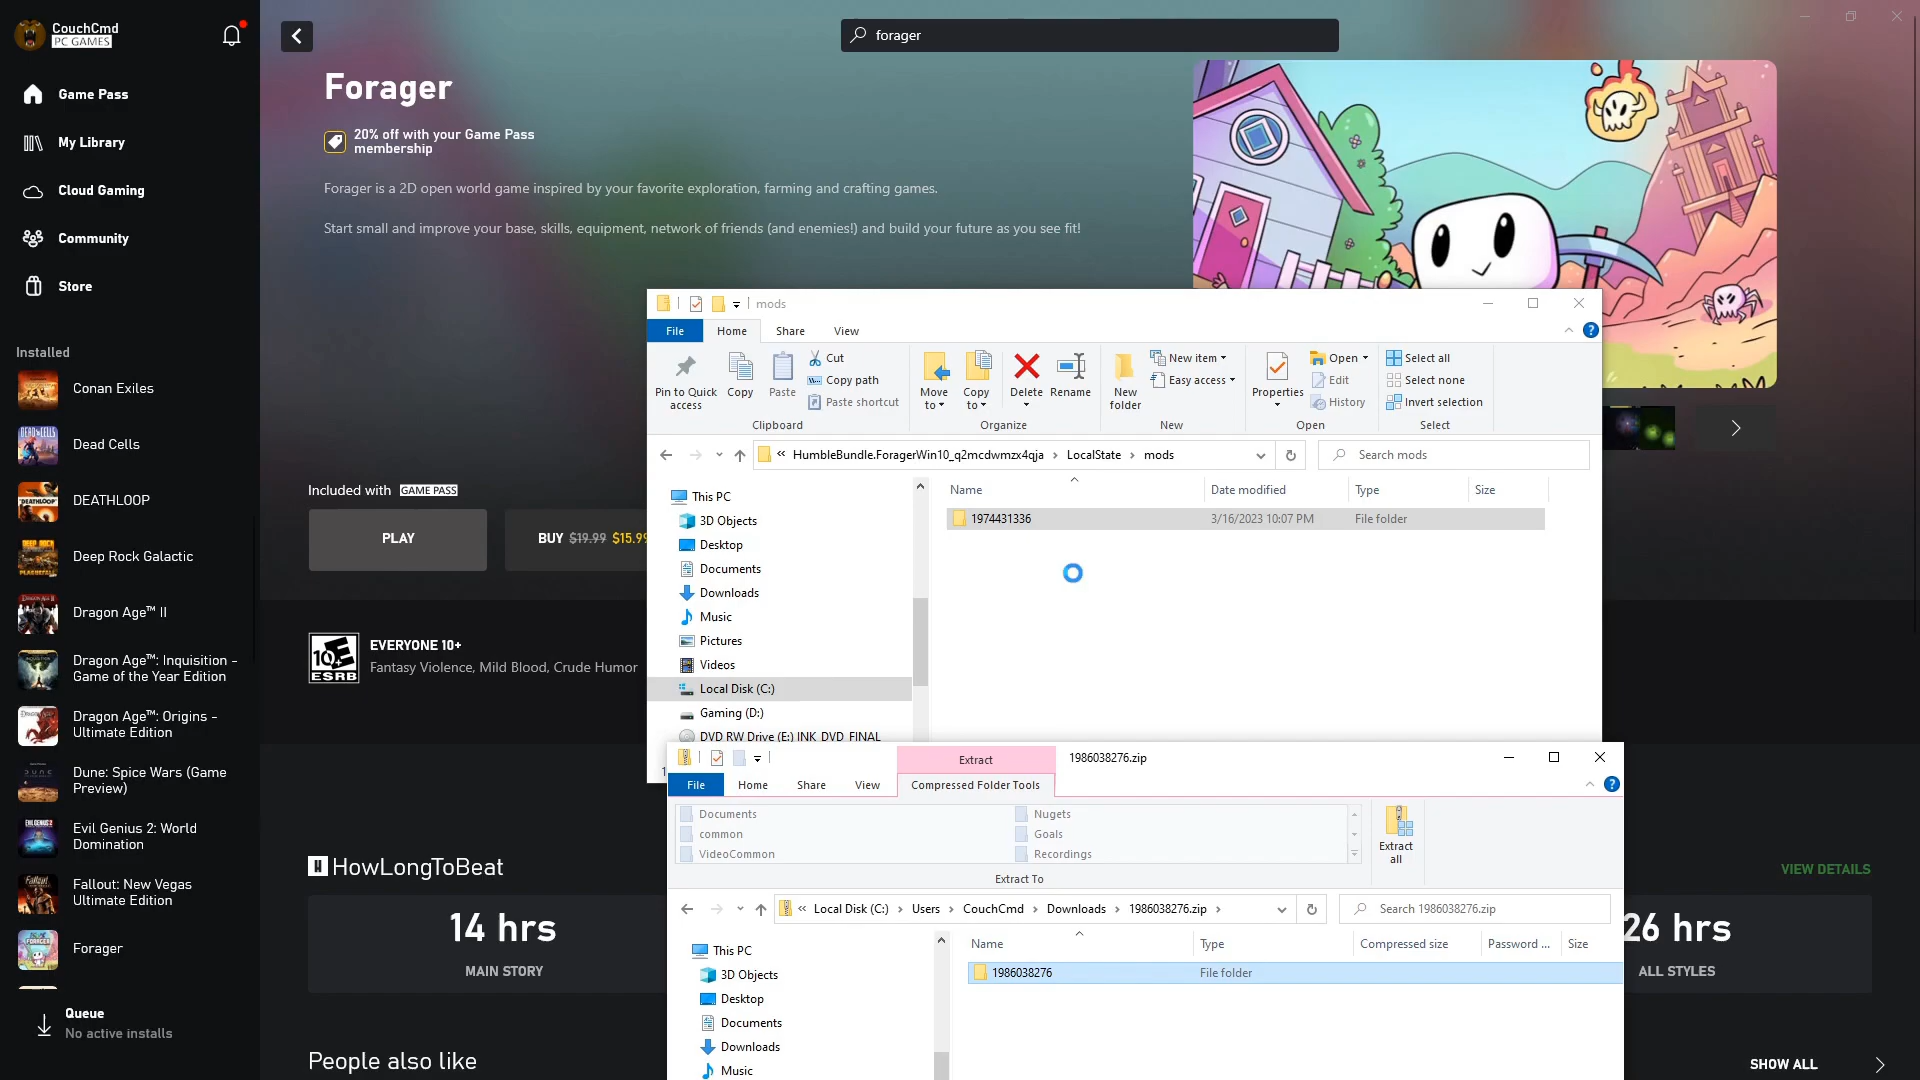 CouchCmd
PC GAMES
Game Pass
My Library
Cloud Gaming
Community
Store
Installed
Conan Exiles
Dead Cells
DEATHLOOP
Deep Rock Galactic
Dragon Age™ II
Dragon Age™: Inquisition -
Game of the Year Edition
Dragon Age™: Origins -
Ultimate Edition
Dune: Spice Wars (Game
Preview)
Evil Genius 2: World
Domination
Fallout: New Vegas
Ultimate Edition
Forager
Queue
No active installs
forager
Forager
20% off with your Game Pass
membership
Forager is a 2D open world game inspired by your favorite exploration, farming and crafting games.
Start small and improve your base, skills, equipment, network of friends (and enemies!) and build your future as you see fit!
Included with GAME PASS
PLAY
BUY $19.99 $15.99
10+
ESRB
EVERYONE 10+
Fantasy Violence, Mild Blood, Crude Humor
H HowLongToBeat
VIEW DETAILS
14 hrs
MAIN STORY
26 hrs
ALL STYLES
People also like
SHOW ALL
mods
File Home Share View
Pin to Quick
access
Copy
Paste
Cut
Copy path
Paste shortcut
Clipboard
Move
to
Copy
to
Delete
Rename
Organize
New
folder
New item
Easy access
New
Properties
Open
Edit
History
Open
Select all
Select none
Invert selection
Select
« HumbleBundle.ForagerWin10_q2mcdwmzx4qja > LocalState > mods
Search mods
This PC
3D Objects
Desktop
Documents
Downloads
Music
Pictures
Videos
Local Disk (C:)
Gaming (D:)
DVD RW Drive (E:) INK_DVD_FINAL
Name Date modified Type Size
1974431336 3/16/2023 10:07 PM File folder
1
Extract
1986038276.zip
File Home Share View Compressed Folder Tools
Documents
common
VideoCommon
Nugets
Goals
Recordings
Extract To
Extract
all
« Local Disk (C:) > Users > CouchCmd > Downloads > 1986038276.zip >
Search 1986038276.zip
This PC
3D Objects
Desktop
Documents
Downloads
Music
Name Type Compressed size Password ... Size
1986038276 File folder